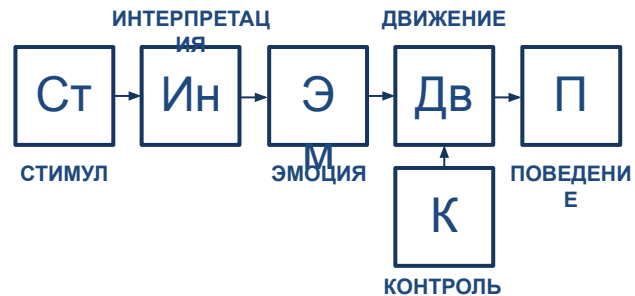 ИНТЕРПРЕТАЦ
ИЯ
ДВИЖЕНИЕ
Ст
Ин
Э
М
Дв
П
СТИМУЛ
ЭМОЦИЯ
ПОВЕДЕНИ
Е
К
КОНТРОЛЬ